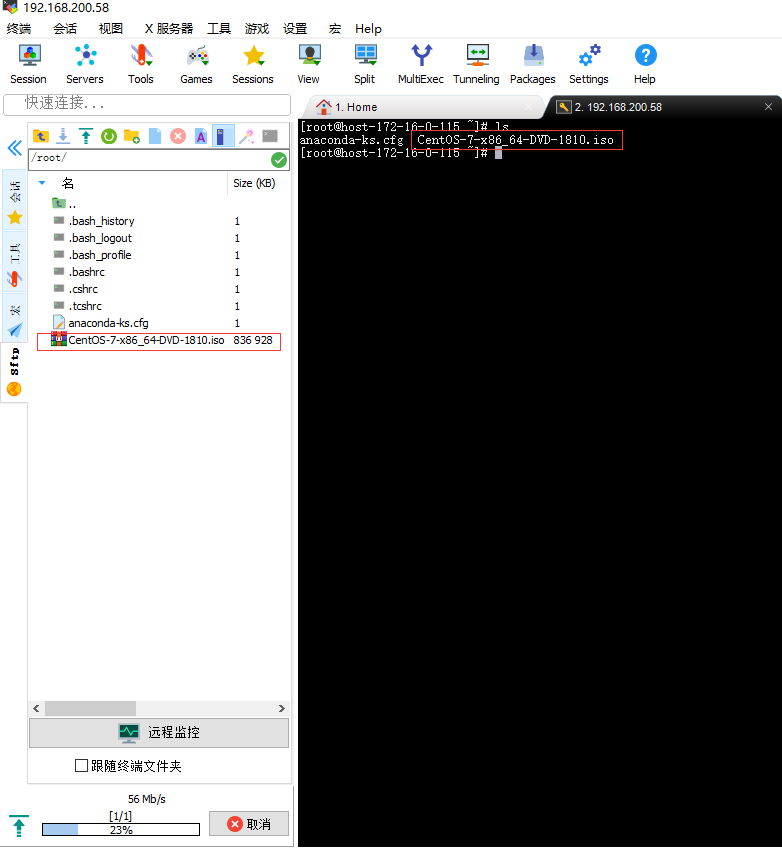 192.168.200.58
终端 会话 视图 X 服务器 工具 游戏 设置 宏 Help
Session Servers Tools Games Sessions View Split MultiExec Tunneling Packages Settings Help
快速连接...
1. Home
2. 192.168.200.58
会话
工具
宏
Sftp
/root/
名 Size (KB)
..
.bash_history 1
.bash_logout 1
.bash_profile 1
.bashrc 1
.cshrc 1
.tcshrc 1
anaconda-ks.cfg 1
CentOS-7-x86_64-DVD-1810.iso 836 928
远程监控
跟随终端文件夹
56 Mb/s
[1/1]
23%
取消
[root@host-172-16-0-115 ~]# ls
anaconda-ks.cfg CentOS-7-x86_64-DVD-1810.iso
[root@host-172-16-0-115 ~]#